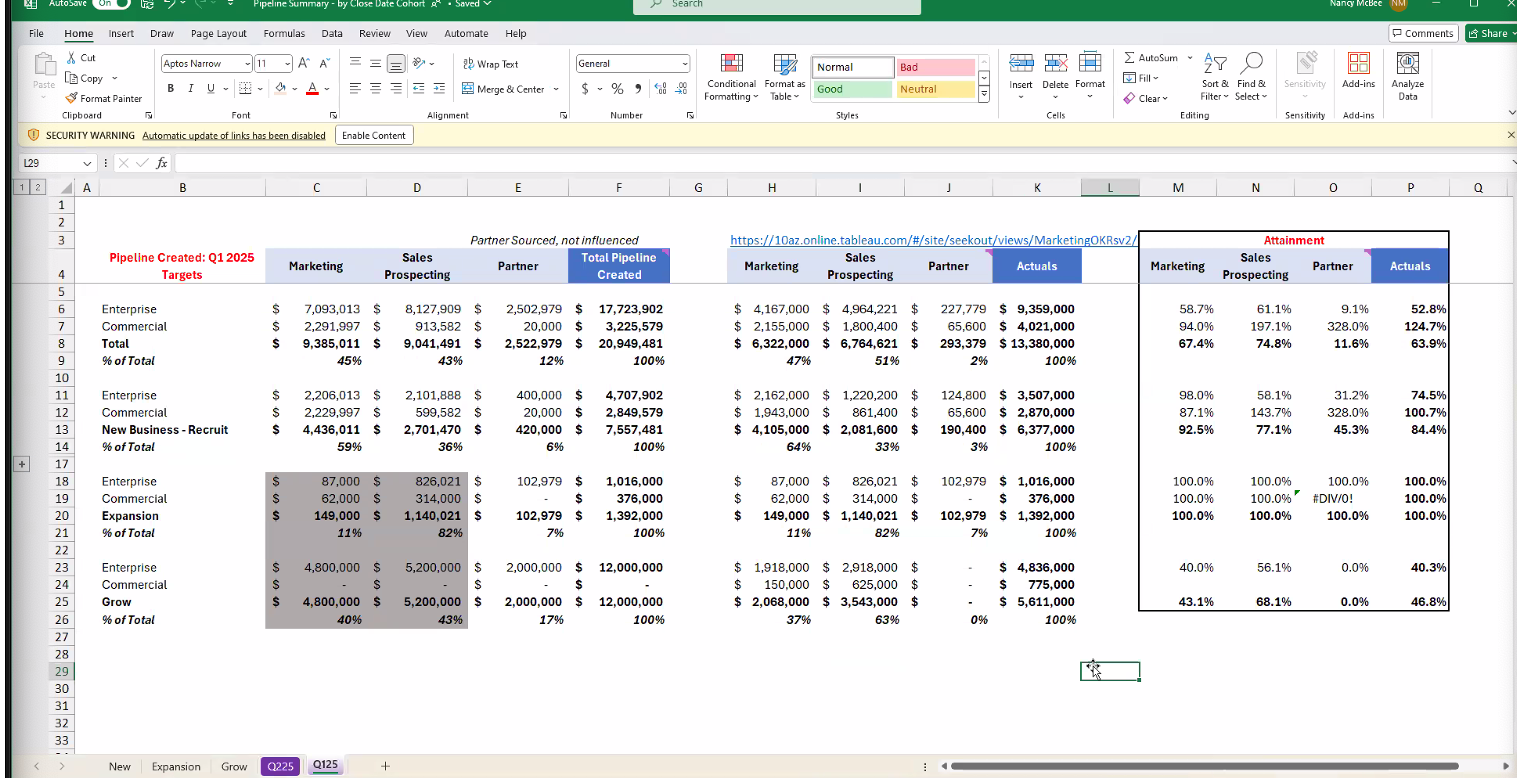 AutoSave On Pipeline Summary - by Close Date Cohort • Saved Search Nancy McBee NM
File Home Insert Draw Page Layout Formulas Data Review View Automate Help Comments Share
Paste Cut Copy Format Painter Clipboard
Aptos Narrow 11 A A B I U A Font
Wrap Text Merge & Center Alignment
General $ % Number
Conditional Formatting Format as Table Normal Bad Good Neutral Styles
Insert Delete Format Cells
AutoSum Fill Clear Sort & Filter Find & Select Editing
Sensitivity Sensitivity Add-ins Add-ins Analyze Data
SECURITY WARNING Automatic update of links has been disabled Enable Content
L29 fx
1 2 A B C D E F G H I J K L M N O P Q
1
2
3 Partner Sourced, not influenced https://10az.online.tableau.com/#/site/seekout/views/MarketingOKRsv2/ Attainment
4 Pipeline Created: Q1 2025 Targets Marketing Sales Prospecting Partner Total Pipeline Created Marketing Sales Prospecting Partner Actuals Marketing Sales Prospecting Partner Actuals
5
6 Enterprise $ 7,093,013 $ 8,127,909 $ 2,502,979 $ 17,723,902 $ 4,167,000 $ 4,964,221 $ 227,779 $ 9,359,000 58.7% 61.1% 9.1% 52.8%
7 Commercial $ 2,291,997 $ 913,582 $ 20,000 $ 3,225,579 $ 2,155,000 $ 1,800,400 $ 65,600 $ 4,021,000 94.0% 197.1% 328.0% 124.7%
8 Total $ 9,385,011 $ 9,041,491 $ 2,522,979 $ 20,949,481 $ 6,322,000 $ 6,764,621 $ 293,379 $ 13,380,000 67.4% 74.8% 11.6% 63.9%
9 % of Total 45% 43% 12% 100% 47% 51% 2% 100%
10
11 Enterprise $ 2,206,013 $ 2,101,888 $ 400,000 $ 4,707,902 $ 2,162,000 $ 1,220,200 $ 124,800 $ 3,507,000 98.0% 58.1% 31.2% 74.5%
12 Commercial $ 2,229,997 $ 599,582 $ 20,000 $ 2,849,579 $ 1,943,000 $ 861,400 $ 65,600 $ 2,870,000 87.1% 143.7% 328.0% 100.7%
13 New Business - Recruit $ 4,436,011 $ 2,701,470 $ 420,000 $ 7,557,481 $ 4,105,000 $ 2,081,600 $ 190,400 $ 6,377,000 92.5% 77.1% 45.3% 84.4%
14 % of Total 59% 36% 6% 100% 64% 33% 3% 100%
+ 17
18 Enterprise $ 87,000 $ 826,021 $ 102,979 $ 1,016,000 $ 87,000 $ 826,021 $ 102,979 $ 1,016,000 100.0% 100.0% 100.0% 100.0%
19 Commercial $ 62,000 $ 314,000 $ - $ 376,000 $ 62,000 $ 314,000 $ - $ 376,000 100.0% 100.0% #DIV/0! 100.0%
20 Expansion $ 149,000 $ 1,140,021 $ 102,979 $ 1,392,000 $ 149,000 $ 1,140,021 $ 102,979 $ 1,392,000 100.0% 100.0% 100.0% 100.0%
21 % of Total 11% 82% 7% 100% 11% 82% 7% 100%
22
23 Enterprise $ 4,800,000 $ 5,200,000 $ 2,000,000 $ 12,000,000 $ 1,918,000 $ 2,918,000 $ - $ 4,836,000 40.0% 56.1% 0.0% 40.3%
24 Commercial $ - $ - $ - $ - $ 150,000 $ 625,000 $ - $ 775,000
25 Grow $ 4,800,000 $ 5,200,000 $ 2,000,000 $ 12,000,000 $ 2,068,000 $ 3,543,000 $ - $ 5,611,000 43.1% 68.1% 0.0% 46.8%
26 % of Total 40% 43% 17% 100% 37% 63% 0% 100%
27
28
29
30
31
32
33
New Expansion Grow Q225 Q125 +